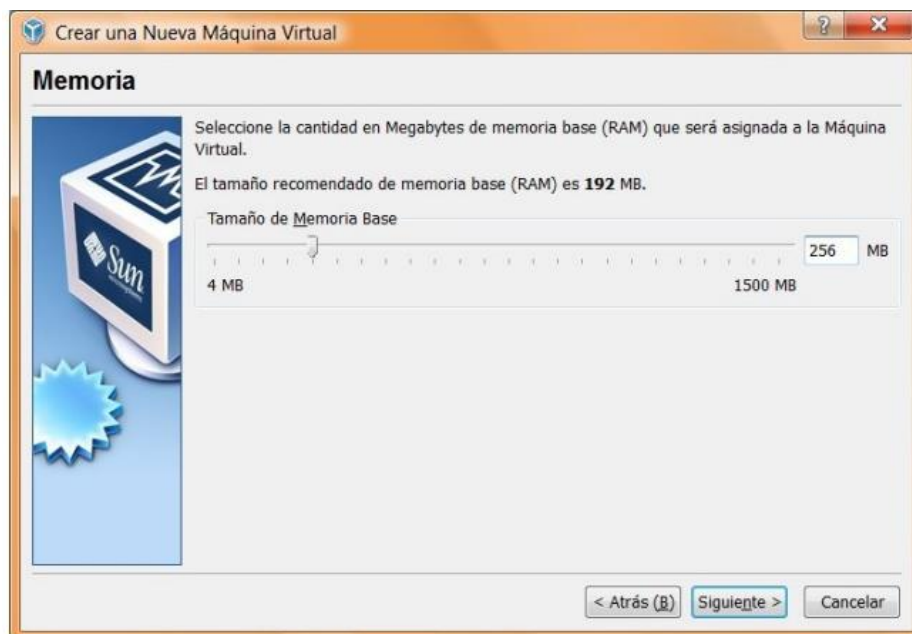 Crear una Nueva Máquina Virtual
Memoria
Seleccione la cantidad en Megabytes de memoria base (RAM) que será asignada a la Máquina
Virtual.
El tamaño recomendado de memoria base (RAM) es 192 MB.
Tamaño de Memoria Base
256 MB
4 MB 1500 MB
Sun
< Atrás (B) Siguiente > Cancelar